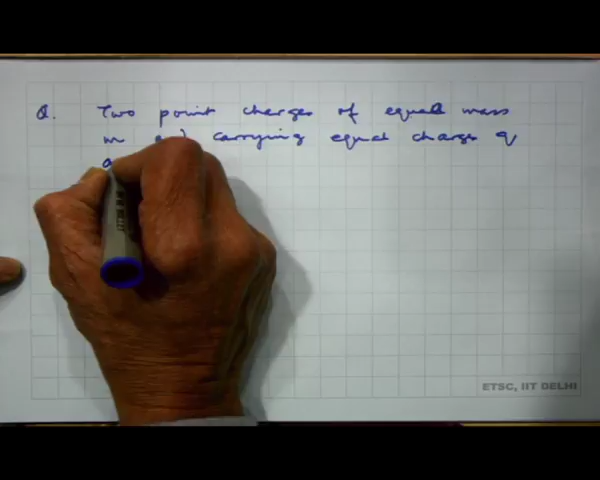 Q. Two point charges of equal mass
m and carrying equal charge q
ETSC, IIT DELHI